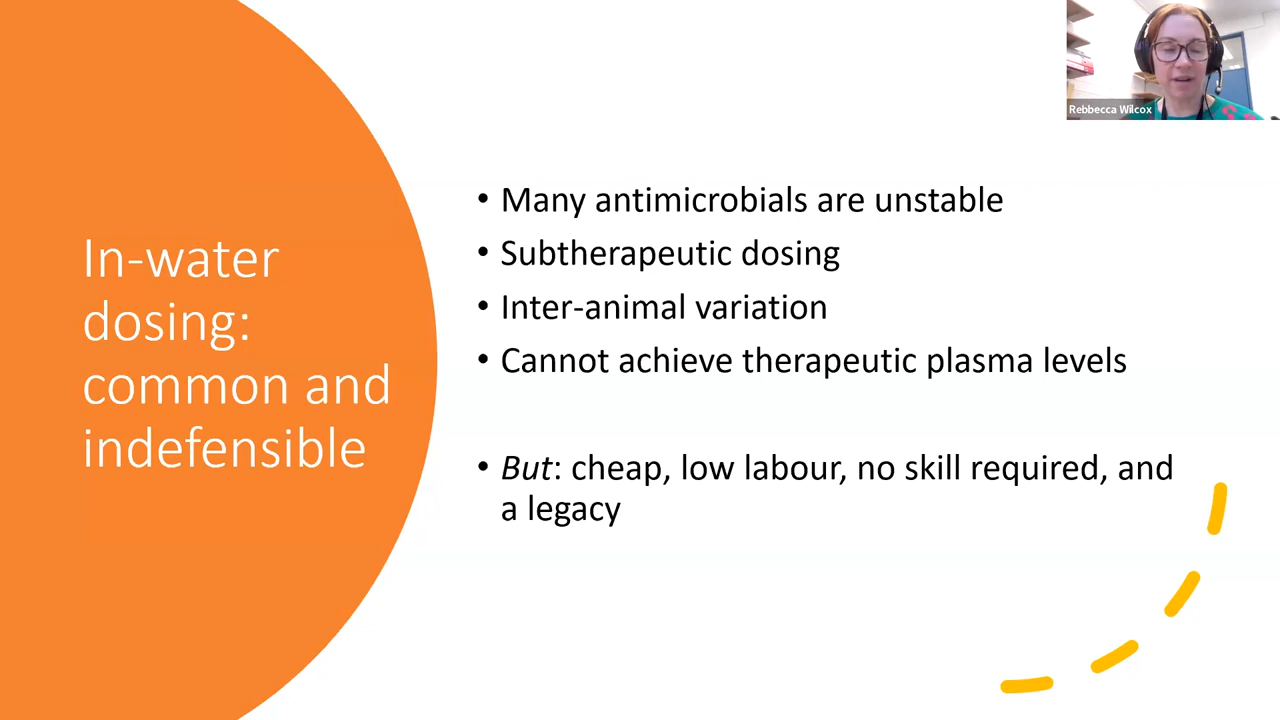 Rebbecca Wilcox
In-water
dosing:
common and
indefensible
• Many antimicrobials are unstable
• Subtherapeutic dosing
• Inter-animal variation
• Cannot achieve therapeutic plasma levels
• But: cheap, low labour, no skill required, and
a legacy